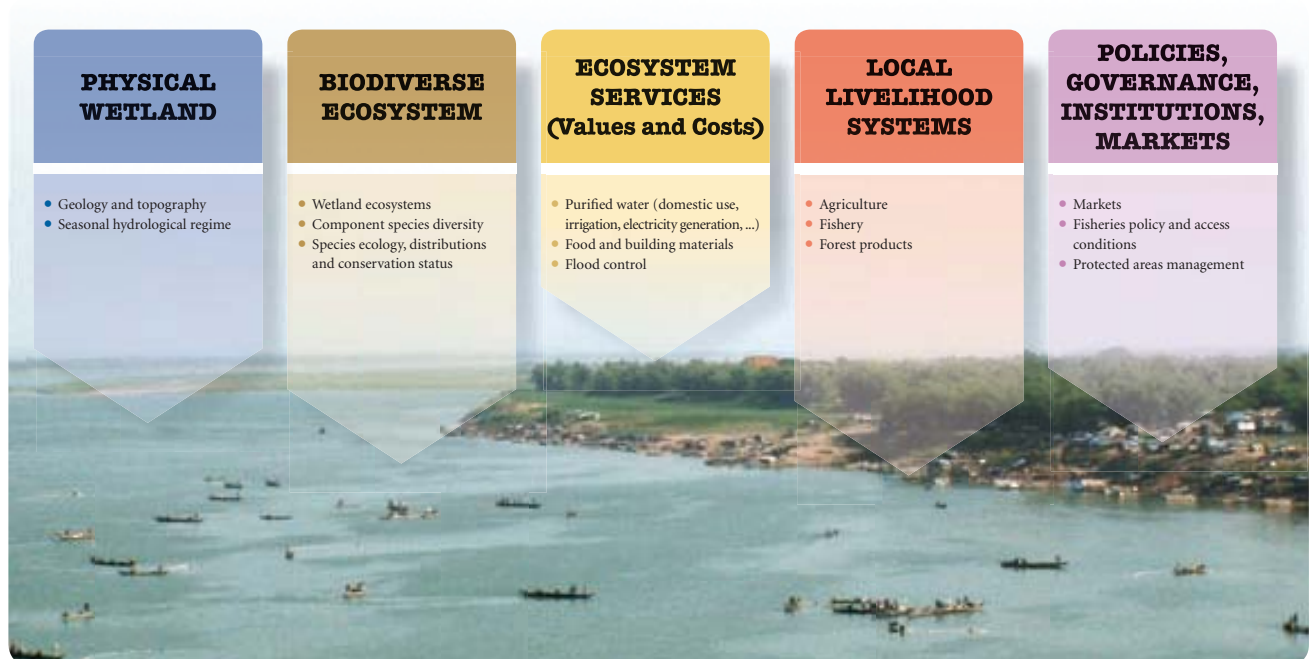 PHYSICAL
WETLAND
• Geology and topography
• Seasonal hydrological regime
BIODIVERSE
ECOSYSTEM
• Wetland ecosystems
• Component species diversity
• Species ecology, distributions
and conservation status
ECOSYSTEM
SERVICES
(Values and Costs)
• Purified water (domestic use,
irrigation, electricity generation, ...)
• Food and building materials
• Flood control
LOCAL
LIVELIHOOD
SYSTEMS
• Agriculture
• Fishery
• Forest products
POLICIES,
GOVERNANCE,
INSTITUTIONS,
MARKETS
• Markets
• Fisheries policy and access
conditions
• Protected areas management